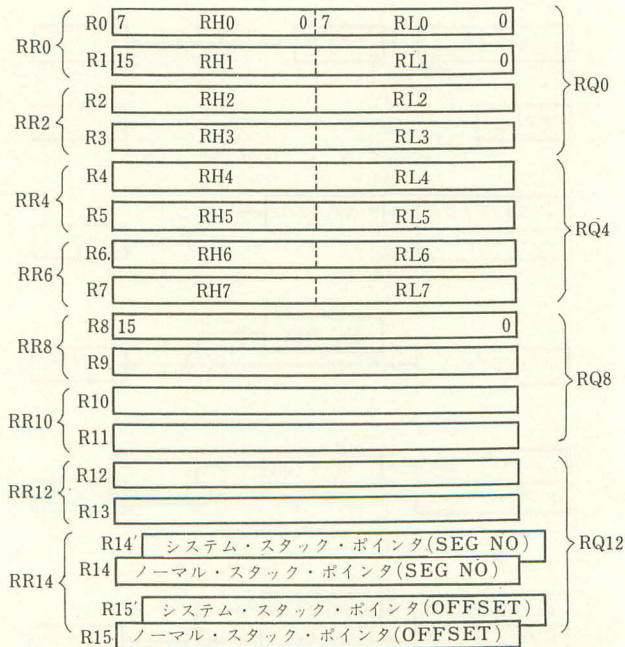 RR0
R0 7 RH0 0 7 RL0 0
R1 15 RH1 RL1 0
RQ0
RR2
R2 RH2 RL2
R3 RH3 RL3
RR4
R4 RH4 RL4
R5 RH5 RL5
RQ4
RR6
R6. RH6 RL6
R7 RH7 RL7
RR8
R8 15 0
R9
RQ8
RR10
R10
R11
RR12
R12
R13
RQ12
RR14
R14' システム・スタック・ポインタ(SEG NO)
R14 ノーマル・スタック・ポインタ(SEG NO)
R15' システム・スタック・ポインタ(OFFSET)
R15 ノーマル・スタック・ポインタ(OFFSET)